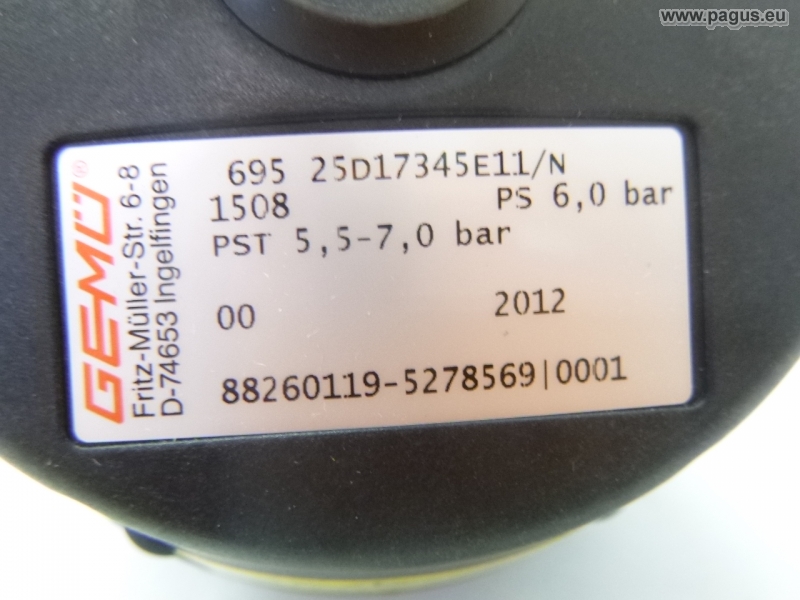 www.pagus.eu
GEMÜ®
Fritz-Müller-Str. 6-8
D-74653 Ingelfingen
695 25D17345E11/N
1508 PS 6,0 bar
PST 5,5-7,0 bar
00 2012
88260119-5278569|0001